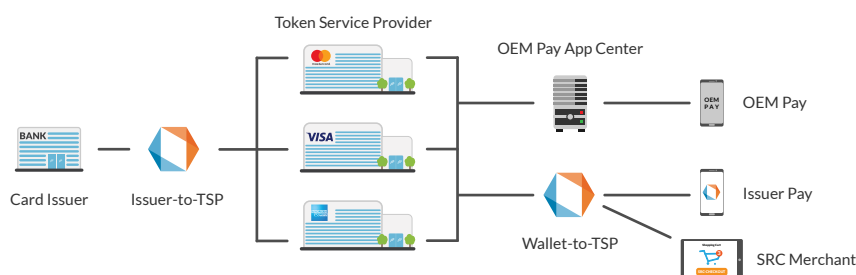 Token Service Provider
OEM Pay App Center
mastercard
OEM
PAY
OEM Pay
BANK
VISA
Card Issuer
Issuer-to-TSP
Issuer Pay
Wallet-to-TSP
SRC Merchant